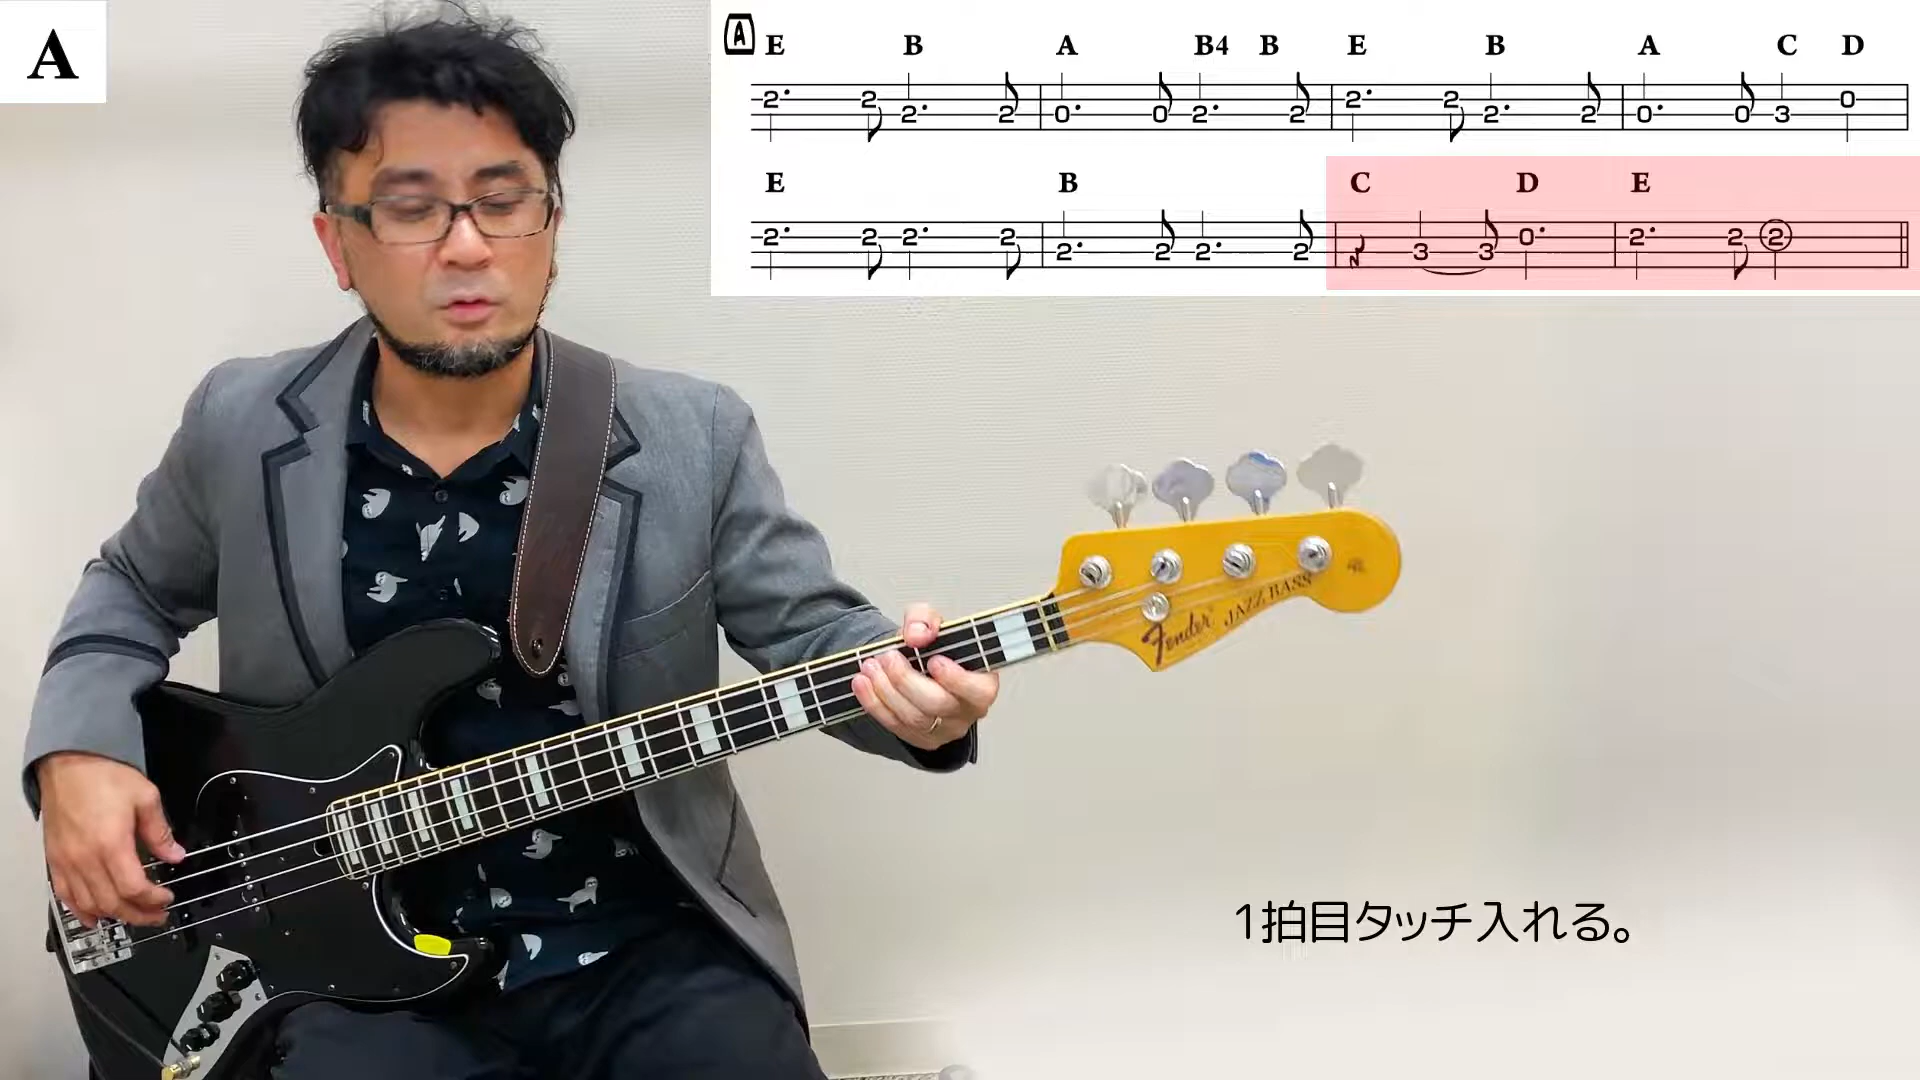 A
A E B A B4 B E B A C D
2. 2 2. 2 0. 0 2. 2 2. 2 2. 2 0. 0 3 0
E B C D E
2. 2 2. 2 2. 2 2. 2 3 3 0. 2. 2 2
Fender JAZZ BASS
1拍目タッチ入れる。